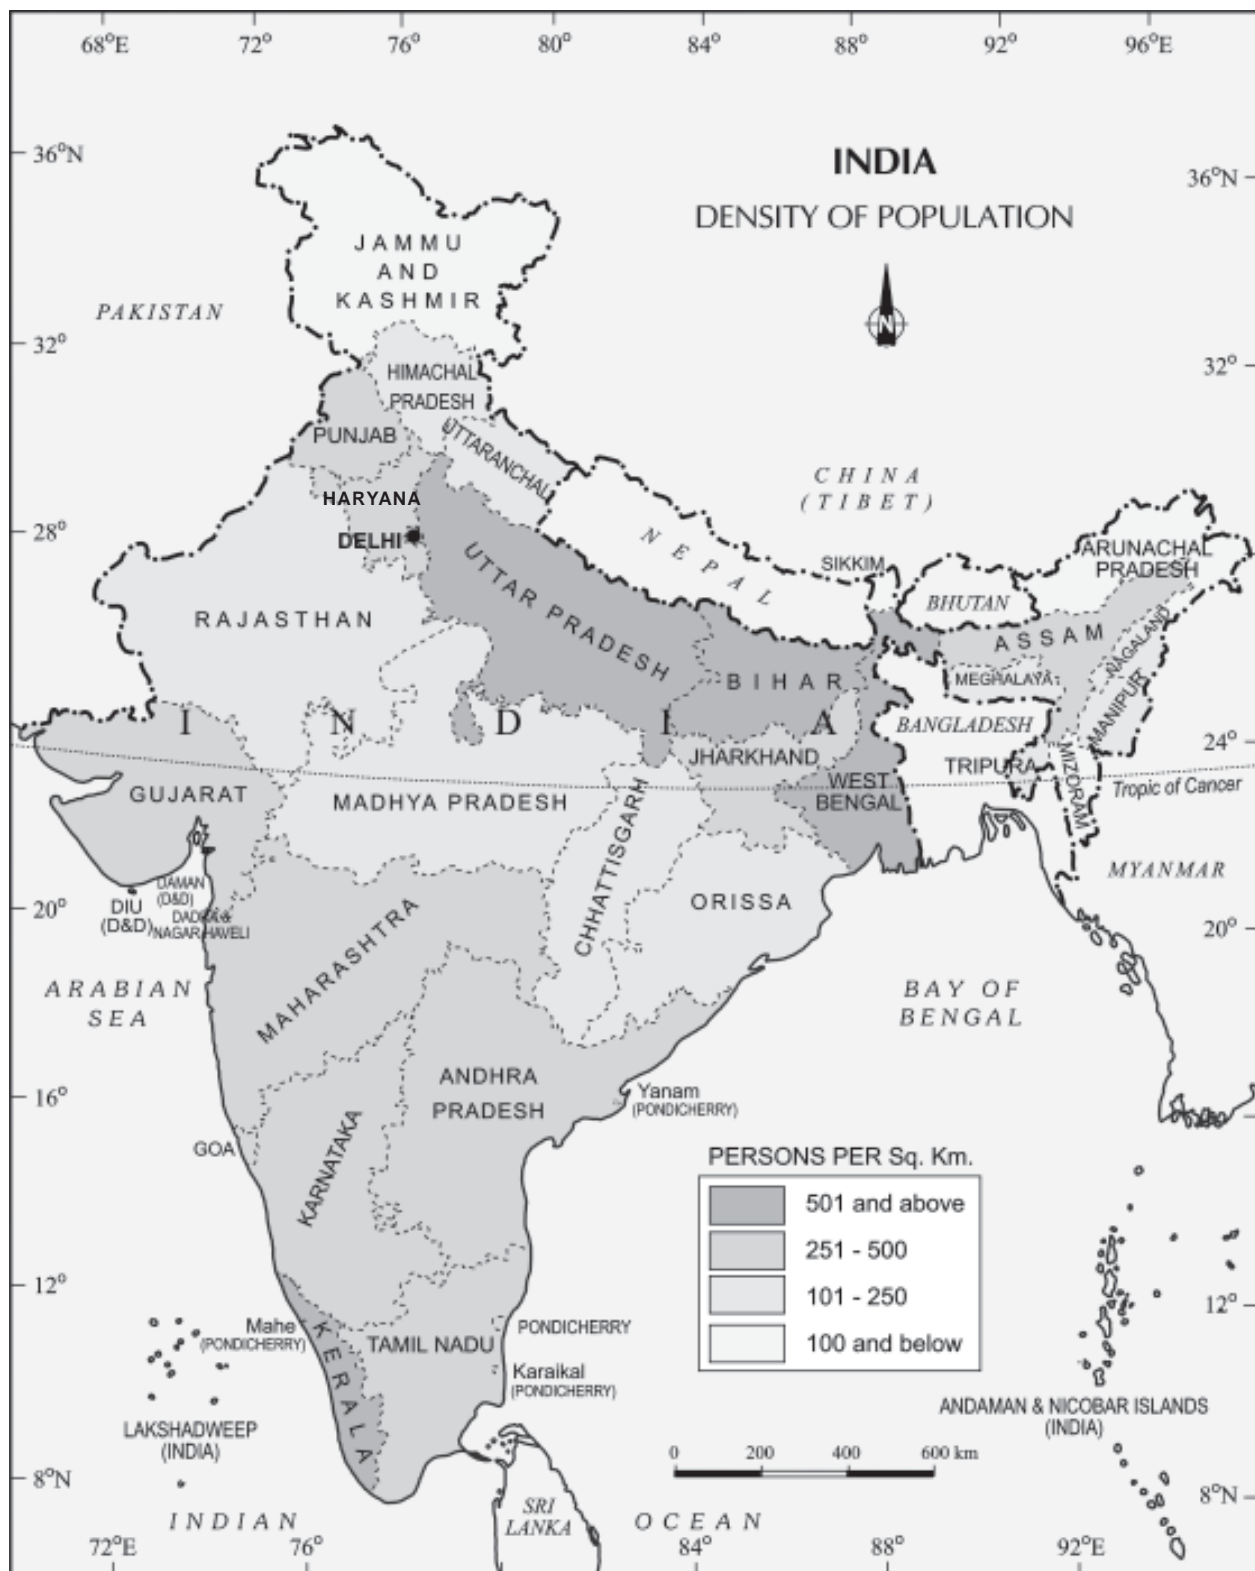 68°E 72° 76° 80° 84° 88° 92° 96°E
INDIA
DENSITY OF POPULATION
36°N
36°N
N
JAMMU
AND
KASHMIR
PAKISTAN
32°
32°
HIMACHAL
PRADESH
PUNJAB
UTTARANCHAL
CHINA
(TIBET)
HARYANA
DELHI
28°
28°
NEPAL
SIKKIM
ARUNACHAL
PRADESH
BHUTAN
UTTAR PRADESH
RAJASTHAN
ASSAM
NAGALAND
BIHAR
MEGHALAYA
MANIPUR
I N D I A
BANGLADESH
24°
24°
JHARKHAND
TRIPURA
MIZORAM
WEST
BENGAL
Tropic of Cancer
GUJARAT
MADHYA PRADESH
CHHATTISGARH
MYANMAR
DAMAN
(D&D)
DIU
(D&D)
DADRA &
NAGAR HAVELI
ORISSA
20°
20°
MAHARASHTRA
ARABIAN
SEA
BAY OF
BENGAL
ANDHRA
PRADESH
Yanam
(PONDICHERRY)
16°
GOA
KARNATAKA
PERSONS PER Sq. Km.
501 and above
251 - 500
101 - 250
100 and below
12°
12°
Mahe
(PONDICHERRY)
KERALA
TAMIL NADU
PONDICHERRY
Karaikal
(PONDICHERRY)
LAKSHADWEEP
(INDIA)
ANDAMAN & NICOBAR ISLANDS
(INDIA)
0 200 400 600 km
8°N
8°N
SRI
LANKA
INDIAN OCEAN
72°E 76° 84° 88° 92°E